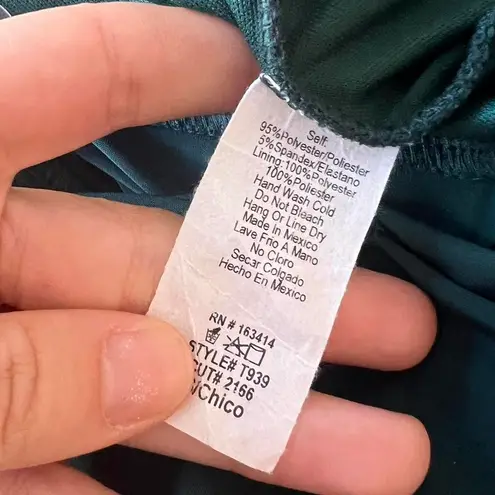 Self:
95%Polyester/Poliester
5%Spandex/Elastano
Lining:100%Polyester
100%Poliester
Hand Wash Cold
Do Not Bleach
Hang Or Line Dry
Made In Mexico
Lave Frio A Mano
No Cloro
Secar Colgado
Hecho En Mexico
RN # 163414
STYLE# T939
CUT# 2166
/Chico